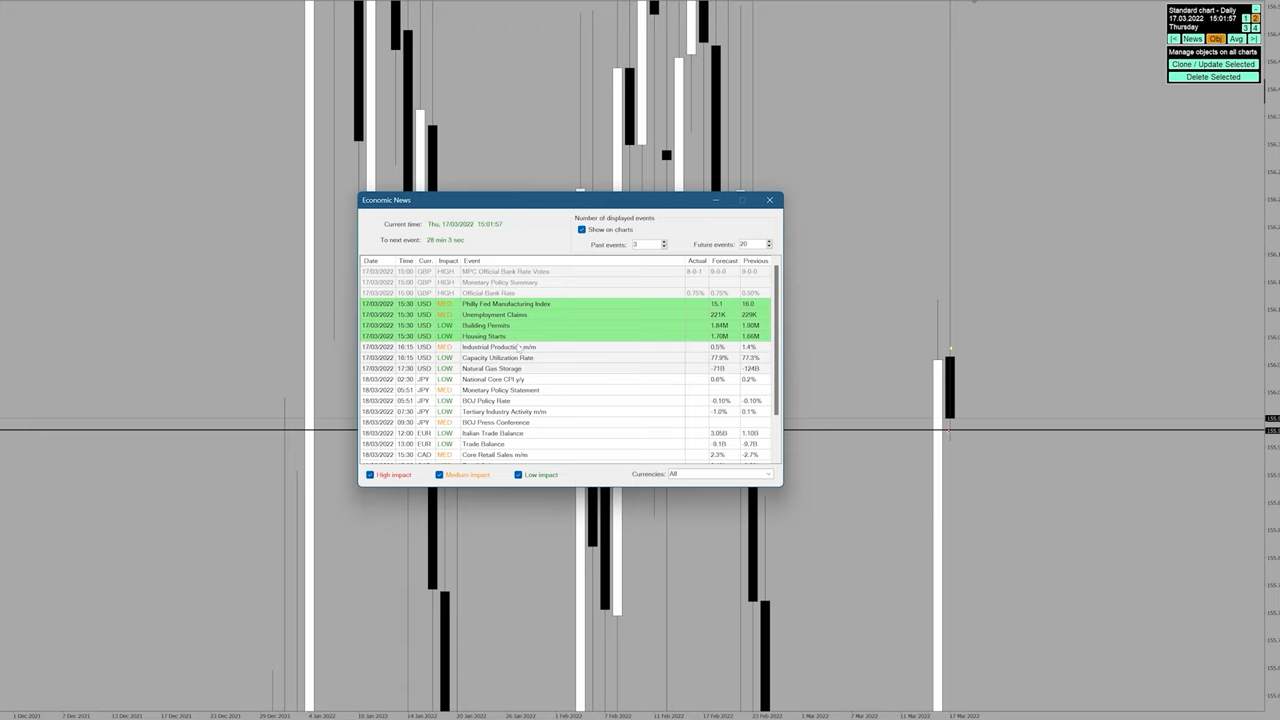 Standard chart - Daily
17.03.2022 15:01:57
Thursday
- 1 2 3 4
|< News Obj Avg >|
Manage objects on all charts
Clone / Update Selected
Delete Selected
Economic News
Number of displayed events
Current time: Thu, 17/03/2022 15:01:57
Show on charts
To next event: 28 min 3 sec
Past events: 3 Future events: 20
Date Time Curr. Impact Event Actual Forecast Previous
17/03/2022 15:00 GBP HIGH MPC Official Bank Rate Votes 8-0-1 9-0-0 9-0-0
17/03/2022 15:00 GBP HIGH Monetary Policy Summary
17/03/2022 15:00 GBP HIGH Official Bank Rate 0.75% 0.75% 0.50%
17/03/2022 15:30 USD MED Philly Fed Manufacturing Index 15.1 16.0
17/03/2022 15:30 USD MED Unemployment Claims 221K 229K
17/03/2022 15:30 USD LOW Building Permits 1.84M 1.90M
17/03/2022 15:30 USD LOW Housing Starts 1.70M 1.66M
17/03/2022 16:15 USD MED Industrial Production m/m 0.5% 1.4%
17/03/2022 16:15 USD LOW Capacity Utilization Rate 77.9% 77.3%
17/03/2022 17:30 USD LOW Natural Gas Storage -71B -124B
18/03/2022 02:30 JPY LOW National Core CPI y/y 0.6% 0.2%
18/03/2022 05:51 JPY MED Monetary Policy Statement
18/03/2022 05:51 JPY LOW BOJ Policy Rate -0.10% -0.10%
18/03/2022 07:30 JPY LOW Tertiary Industry Activity m/m -1.0% 0.1%
18/03/2022 09:30 JPY MED BOJ Press Conference
18/03/2022 12:00 EUR LOW Italian Trade Balance 3.05B 1.10B
18/03/2022 13:00 EUR LOW Trade Balance -9.1B -9.7B
18/03/2022 15:30 CAD MED Core Retail Sales m/m 2.3% -2.7%
High impact Medium impact Low impact Currencies: All
1 Dec 2021 7 Dec 2021 13 Dec 2021 17 Dec 2021 23 Dec 2021 29 Dec 2021 4 Jan 2022 10 Jan 2022 14 Jan 2022 20 Jan 2022 26 Jan 2022 1 Feb 2022 7 Feb 2022 11 Feb 2022 17 Feb 2022 23 Feb 2022 1 Mar 2022 7 Mar 2022 11 Mar 2022 17 Mar 2022